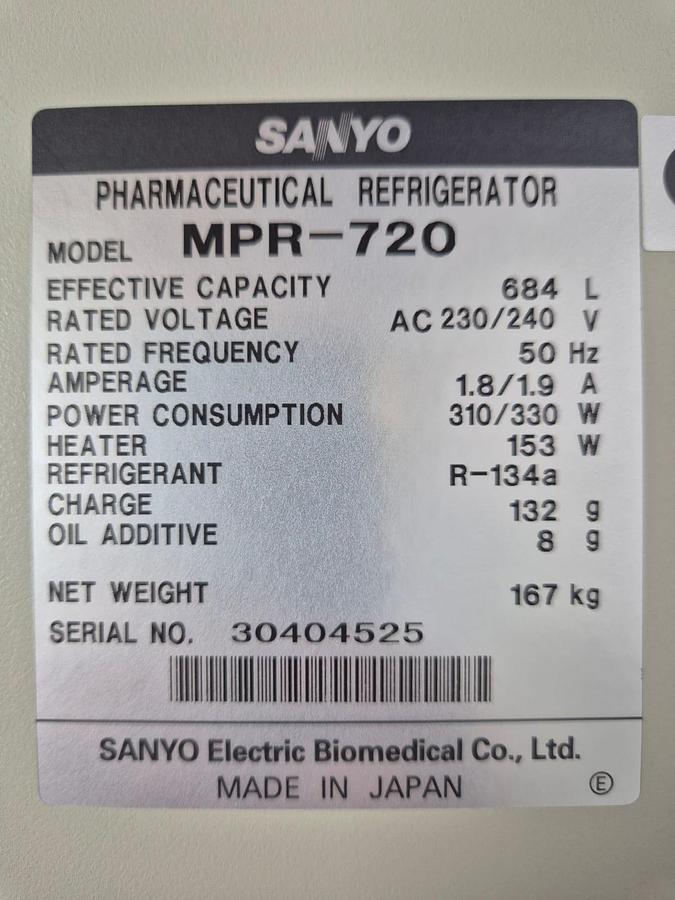 SANYO
PHARMACEUTICAL REFRIGERATOR
MODEL MPR-720
EFFECTIVE CAPACITY 684 L
RATED VOLTAGE AC 230/240 V
RATED FREQUENCY 50 Hz
AMPERAGE 1.8/1.9 A
POWER CONSUMPTION 310/330 W
HEATER 153 W
REFRIGERANT R-134a
CHARGE 132 g
OIL ADDITIVE 8 g
NET WEIGHT 167 kg
SERIAL NO. 30404525
SANYO Electric Biomedical Co., Ltd.
MADE IN JAPAN Ⓔ